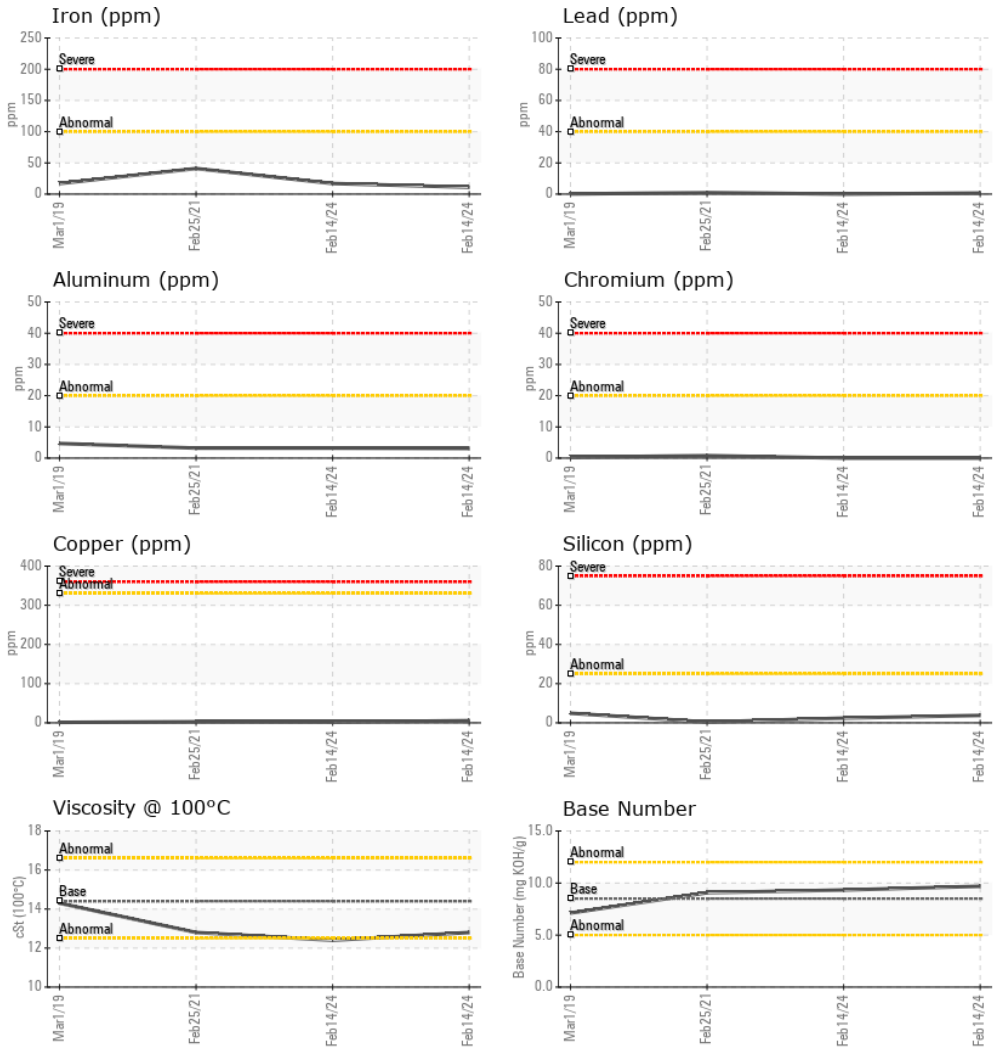 Iron (ppm)
250
200
150
100
50
0
ppm
Severe
Abnormal
Mar1/19
Feb25/21
Feb14/24
Feb14/24
Lead (ppm)
100
80
60
40
20
0
ppm
Severe
Abnormal
Mar1/19
Feb25/21
Feb14/24
Feb14/24
Aluminum (ppm)
50
40
30
20
10
0
ppm
Severe
Abnormal
Mar1/19
Feb25/21
Feb14/24
Feb14/24
Chromium (ppm)
50
40
30
20
10
0
ppm
Severe
Abnormal
Mar1/19
Feb25/21
Feb14/24
Feb14/24
Copper (ppm)
400
300
200
100
0
ppm
Severe
Abnormal
Mar1/19
Feb25/21
Feb14/24
Feb14/24
Silicon (ppm)
80
60
40
20
0
ppm
Severe
Abnormal
Mar1/19
Feb25/21
Feb14/24
Feb14/24
Viscosity @ 100°C
18
16
14
12
10
cSt (100°C)
Abnormal
Base
Abnormal
Mar1/19
Feb25/21
Feb14/24
Feb14/24
Base Number
15.0
10.0
5.0
0.0
Base Number (mg KOH/g)
Abnormal
Base
Abnormal
Mar1/19
Feb25/21
Feb14/24
Feb14/24